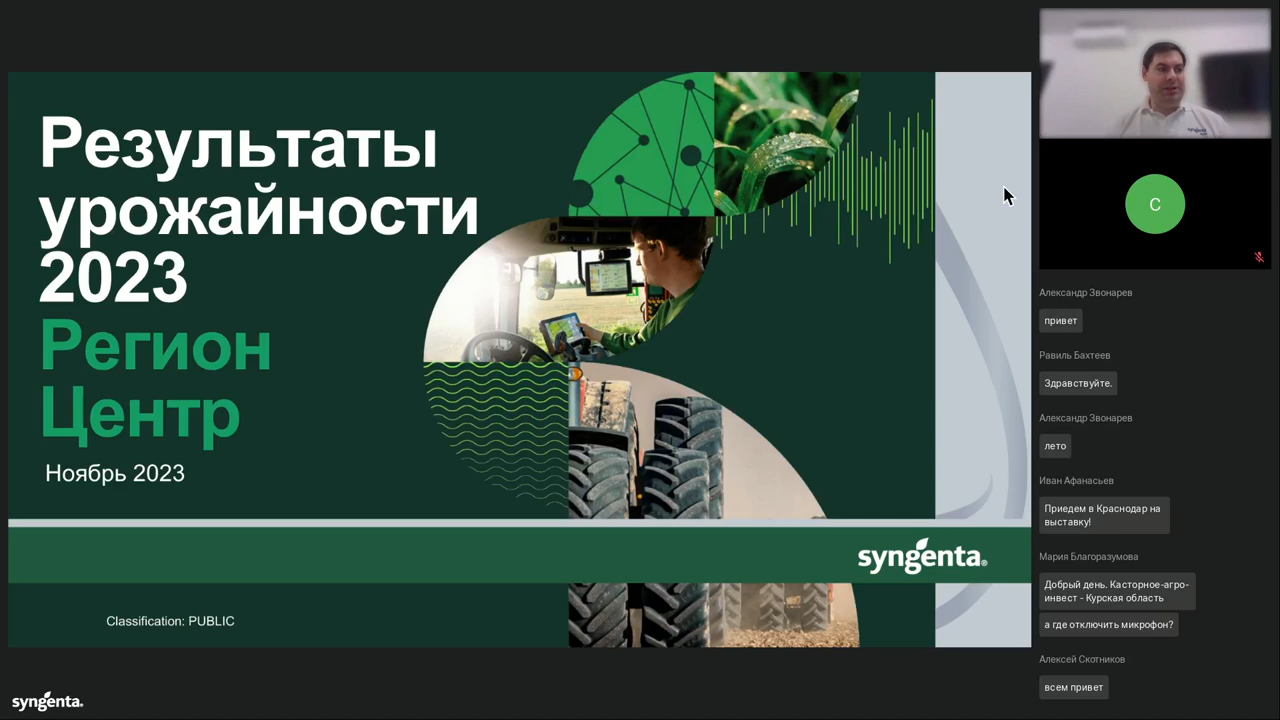 Результаты
урожайности
2023
Регион
Центр
Ноябрь 2023
syngenta®
Classification: PUBLIC
syngenta.
С
Александр Звонарев
привет
Равиль Бахтеев
Здравствуйте.
Александр Звонарев
лето
Иван Афанасьев
Приедем в Краснодар на
выставку!
Мария Благоразумова
Добрый день. Касторное-агро-
инвест - Курская область
а где отключить микрофон?
Алексей Скотников
всем привет